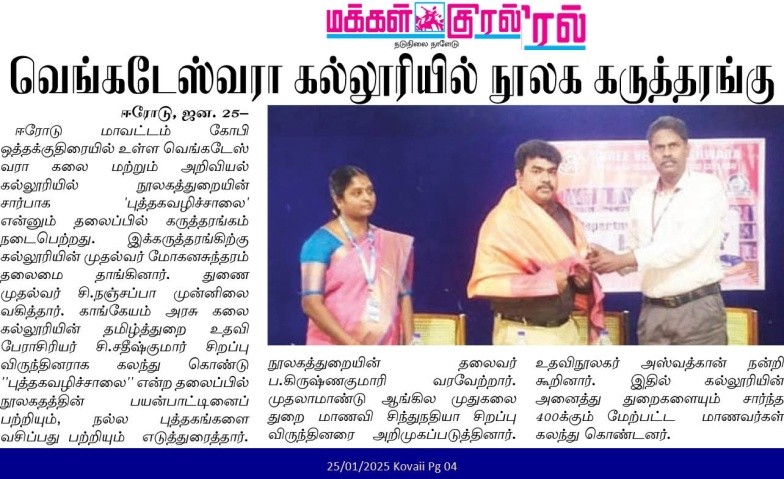 மக்கள் குரல்'ரல்
நடுநிலை நாளேடு
வெங்கடேஸ்வரா கல்லூரியில் நூலக கருத்தரங்கு
ஈரோடு, ஜன. 25–
ஈரோடு மாவட்டம் கோபி
ஒத்தக்குதிரையில் உள்ள வெங்கடேஸ்
வரா கலை மற்றும் அறிவியல்
கல்லூரியில் நூலகத்துறையின்
சார்பாக 'புத்தகவழிச்சாலை'
என்னும் தலைப்பில் கருத்தரங்கம்
நடைபெற்றது. இக்கருத்தரங்கிற்கு
கல்லூரியின் முதல்வர் மோகனசுந்தரம்
தலைமை தாங்கினார். துணை
முதல்வர் சி.நஞ்சப்பா முன்னிலை
வகித்தார். காங்கேயம் அரசு கலை
கல்லூரியின் தமிழ்த்துறை உதவி
பேராசிரியர் சி.சதீஷ்குமார் சிறப்பு
விருந்தினராக கலந்து கொண்டு
"புத்தகவழிச்சாலை" என்ற தலைப்பில்
நூலகதத்தின் பயன்பாட்டினைப்
பற்றியும், நல்ல புத்தகங்களை
வசிப்பது பற்றியும் எடுத்துரைத்தார்.
நூலகத்துறையின் தலைவர்
ப.கிருஷ்ணகுமாரி வரவேற்றார்.
முதலாமாண்டு ஆங்கில முதுகலை
துறை மாணவி சிந்துநதியா சிறப்பு
விருந்தினரை அறிமுகப்படுத்தினார்.
உதவிநூலகர் அஸ்வத்கான் நன்றி
கூறினார். இதில் கல்லூரியின்
அனைத்து துறைகளையும் சார்ந்த
400க்கும் மேற்பட்ட மாணவர்கள்
கலந்து கொண்டனர்.
25/01/2025 Kovaii Pg 04